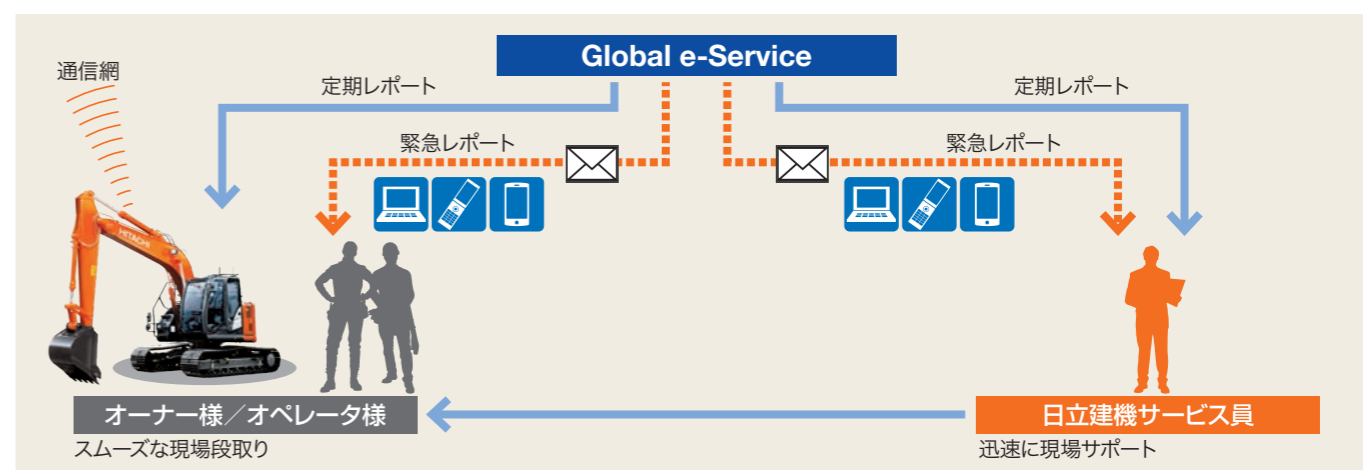 Global e-Service
通信網
定期レポート
定期レポート
緊急レポート
緊急レポート
HITACHI
オーナー様／オペレータ様
日立建機サービス員
スムーズな現場段取り
迅速に現場サポート